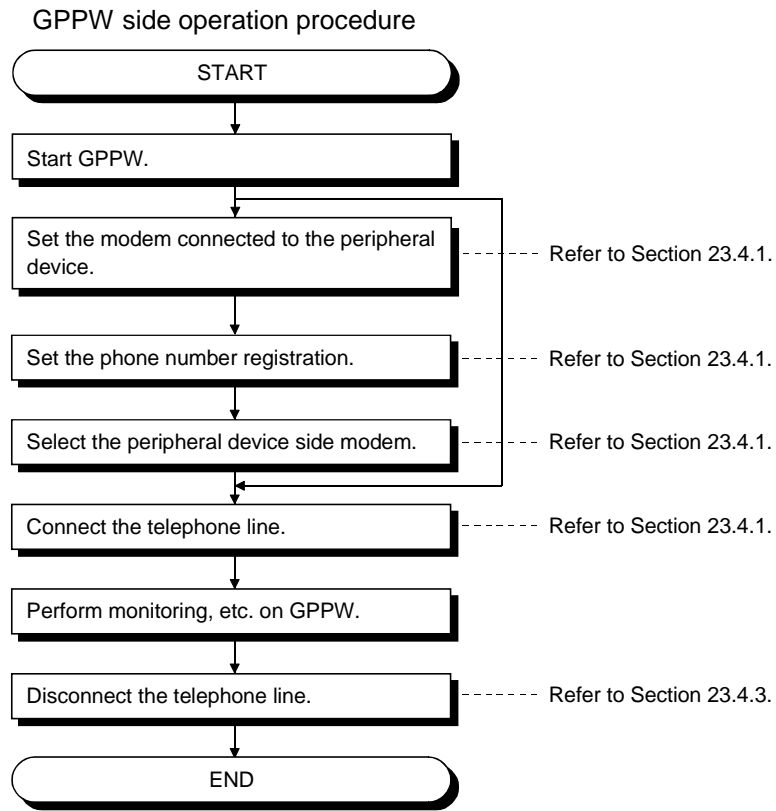 GPPW side operation procedure
START
Start GPPW.
Set the modem connected to the peripheral
device.
Refer to Section 23.4.1.
Set the phone number registration.
Refer to Section 23.4.1.
Select the peripheral device side modem.
Refer to Section 23.4.1.
Connect the telephone line.
Refer to Section 23.4.1.
Perform monitoring, etc. on GPPW.
Disconnect the telephone line.
Refer to Section 23.4.3.
END